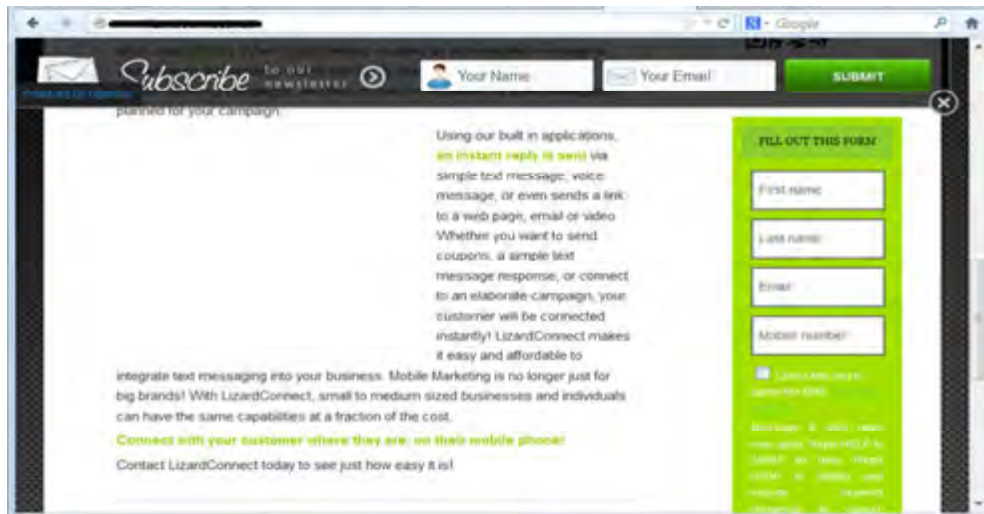 Google
Subscribe to our newsletter
Your Name
Your Email
SUBMIT
planned for your campaign.
Using our built in applications,
an instant reply is sent via
simple text message, voice
message, or even sends a link
to a web page, email or video
Whether you want to send
coupons, a simple text
message response, or connect
to an elaborate campaign, your
customer will be connected
instantly! LizardConnect makes
it easy and affordable to
integrate text messaging into your business. Mobile Marketing is no longer just for
big brands! With LizardConnect, small to medium sized businesses and individuals
can have the same capabilities at a fraction of the cost.
Connect with your customer where they are, on their mobile phone!
Contact LizardConnect today to see just how easy it is!
FILL OUT THIS FORM
First name
Last name
Email
Mobile number